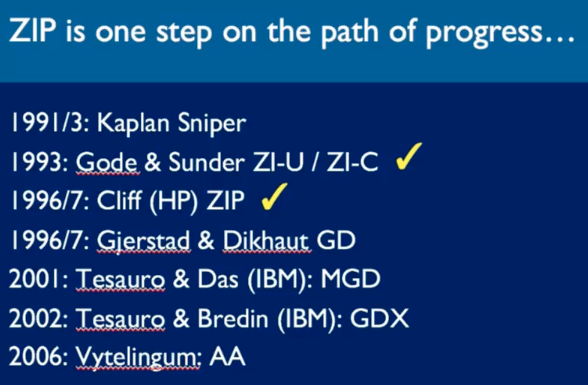 ZIP is one step on the path of progress...
1991/3: Kaplan Sniper
1993: Gode & Sunder ZI-U / ZI-C ✓
1996/7: Cliff (HP) ZIP ✓
1996/7: Gjerstad & Dikhaut GD
2001: Tesauro & Das (IBM): MGD
2002: Tesauro & Bredin (IBM): GDX
2006: Vytelingum: AA